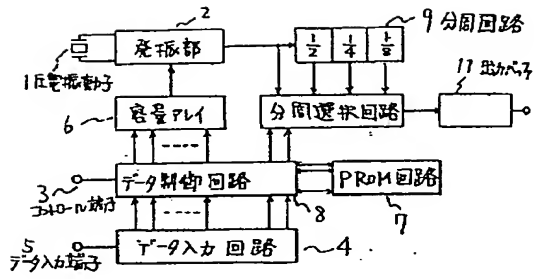 2
9 分周回路
発振部
1/2 1/4 1/8
1 圧電振動子
11 出力バッファ
6
容量アレイ
分周選択回路
3
コントロール端子
データ制御回路
PROM回路
8
7
5
データ入力端子
データ入力回路
4